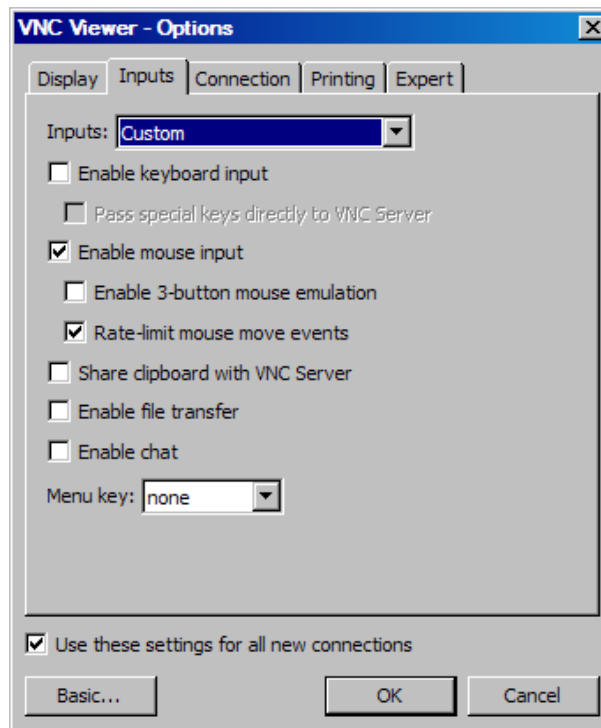 VNC Viewer - Options
Display Inputs Connection Printing Expert
Inputs: Custom
Enable keyboard input
Pass special keys directly to VNC Server
Enable mouse input
Enable 3-button mouse emulation
Rate-limit mouse move events
Share clipboard with VNC Server
Enable file transfer
Enable chat
Menu key: none
Use these settings for all new connections
Basic... OK Cancel